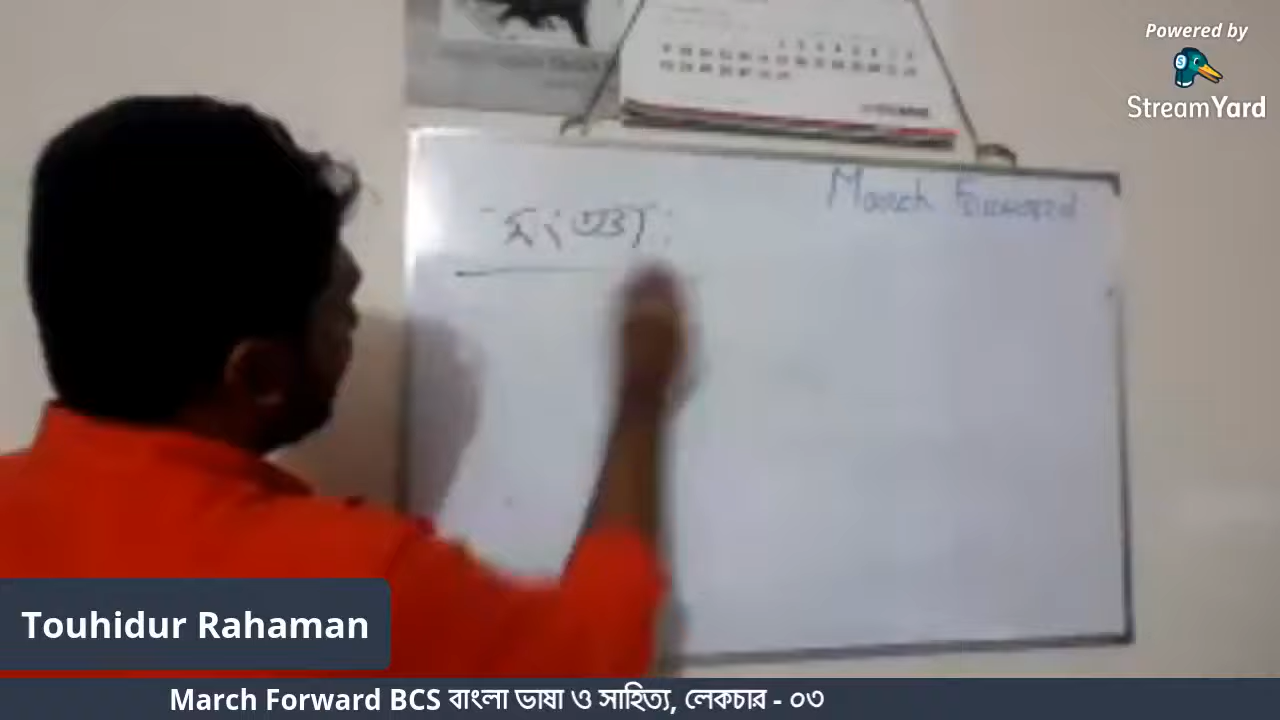 Powered by
StreamYard
March Forward
সংজ্ঞা :
Touhidur Rahaman
March Forward BCS বাংলা ভাষা ও সাহিত্য, লেকচার - ০৩